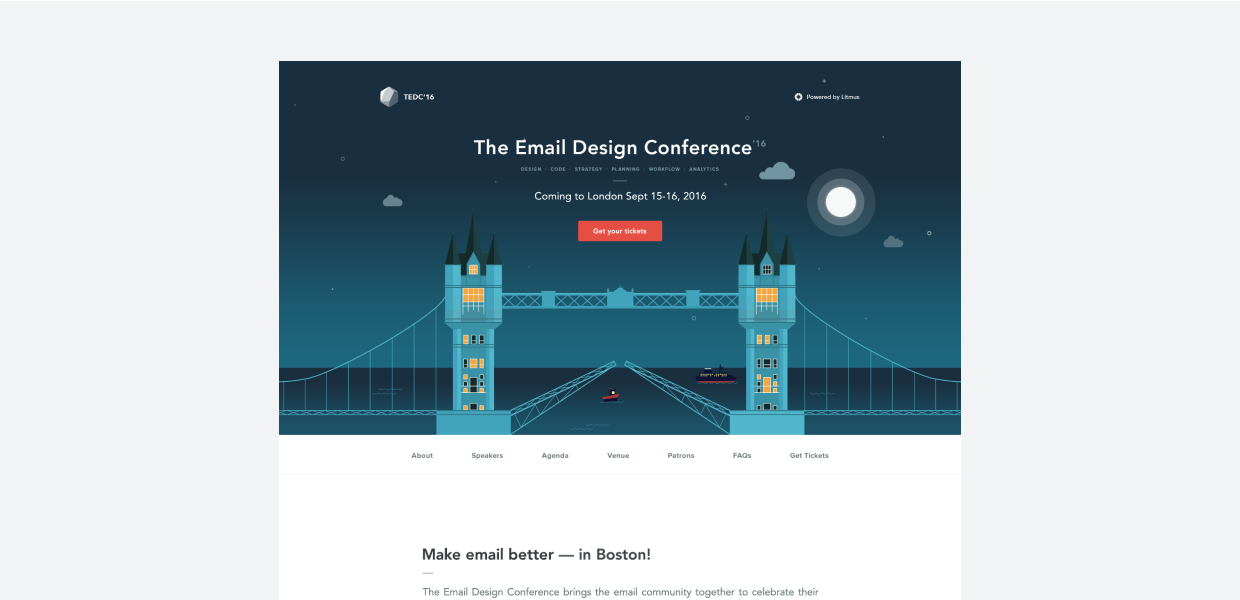 TEDC'16
Powered by Litmus
The Email Design Conference'16
DESIGN · CODE · STRATEGY · PLANNING · WORKFLOW · ANALYTICS
Coming to London Sept 15-16, 2016
Get your tickets
About Speakers Agenda Venue Patrons FAQs Get Tickets
Make email better — in Boston!
The Email Design Conference brings the email community together to celebrate their